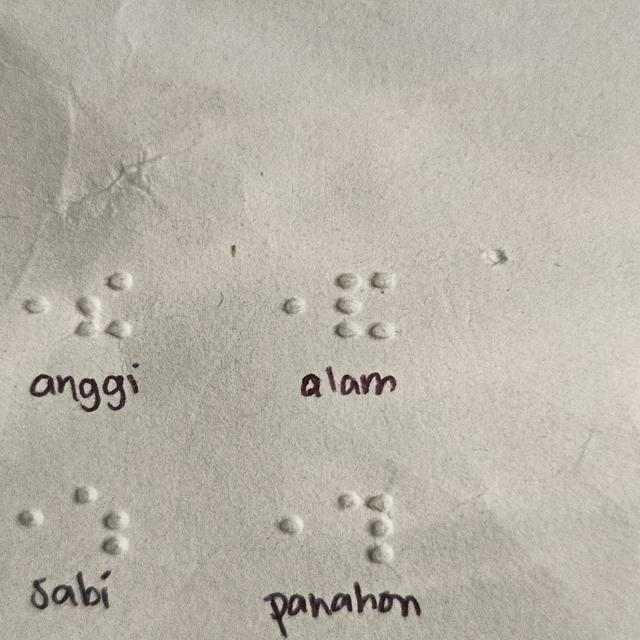 ⠐⠮ ⠐⠯
anggi alam
⠐⠱ ⠐⠹
sabi panahon